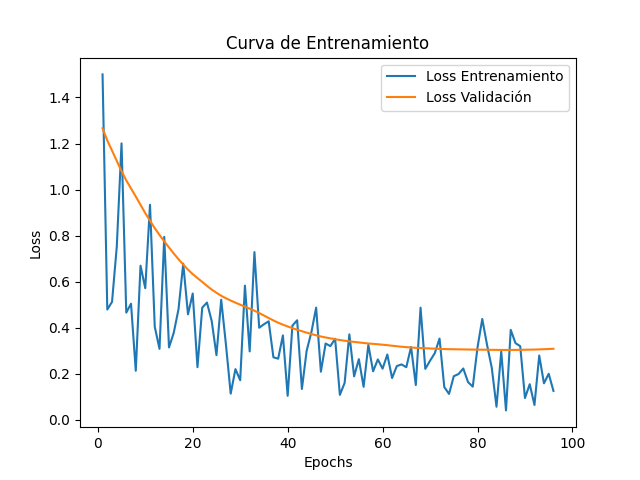 Curva de Entrenamiento
Loss Entrenamiento
Loss Validación
Loss
1.4
1.2
1.0
0.8
0.6
0.4
0.2
0.0
0 20 40 60 80 100
Epochs